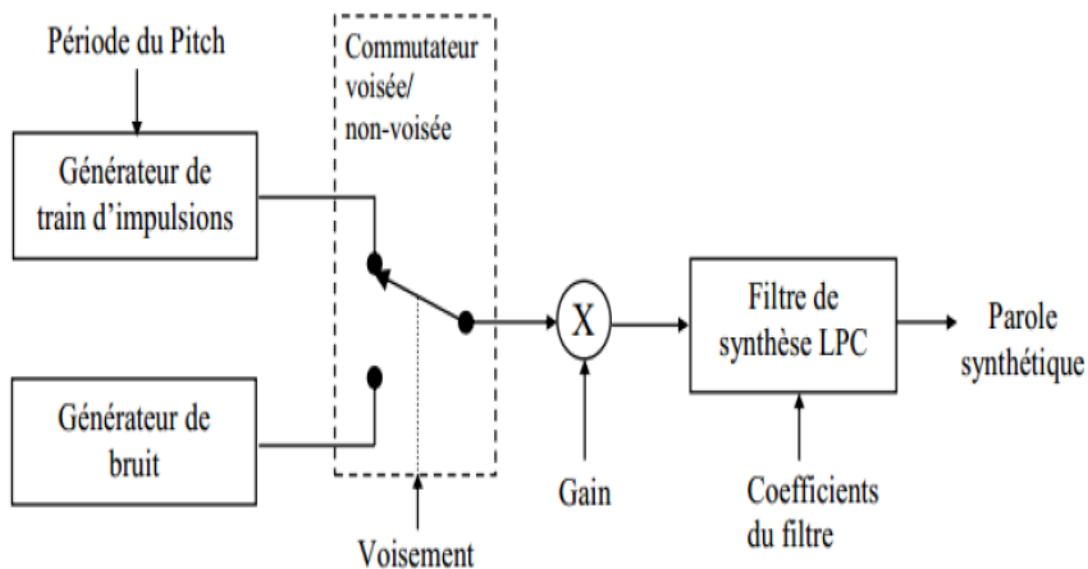 Période du Pitch
Commutateur
voisée/
non-voisée
Générateur de
train d'impulsions
X
Filtre de
synthèse LPC
Parole
synthétique
Générateur de
bruit
Gain
Coefficients
du filtre
Voisement